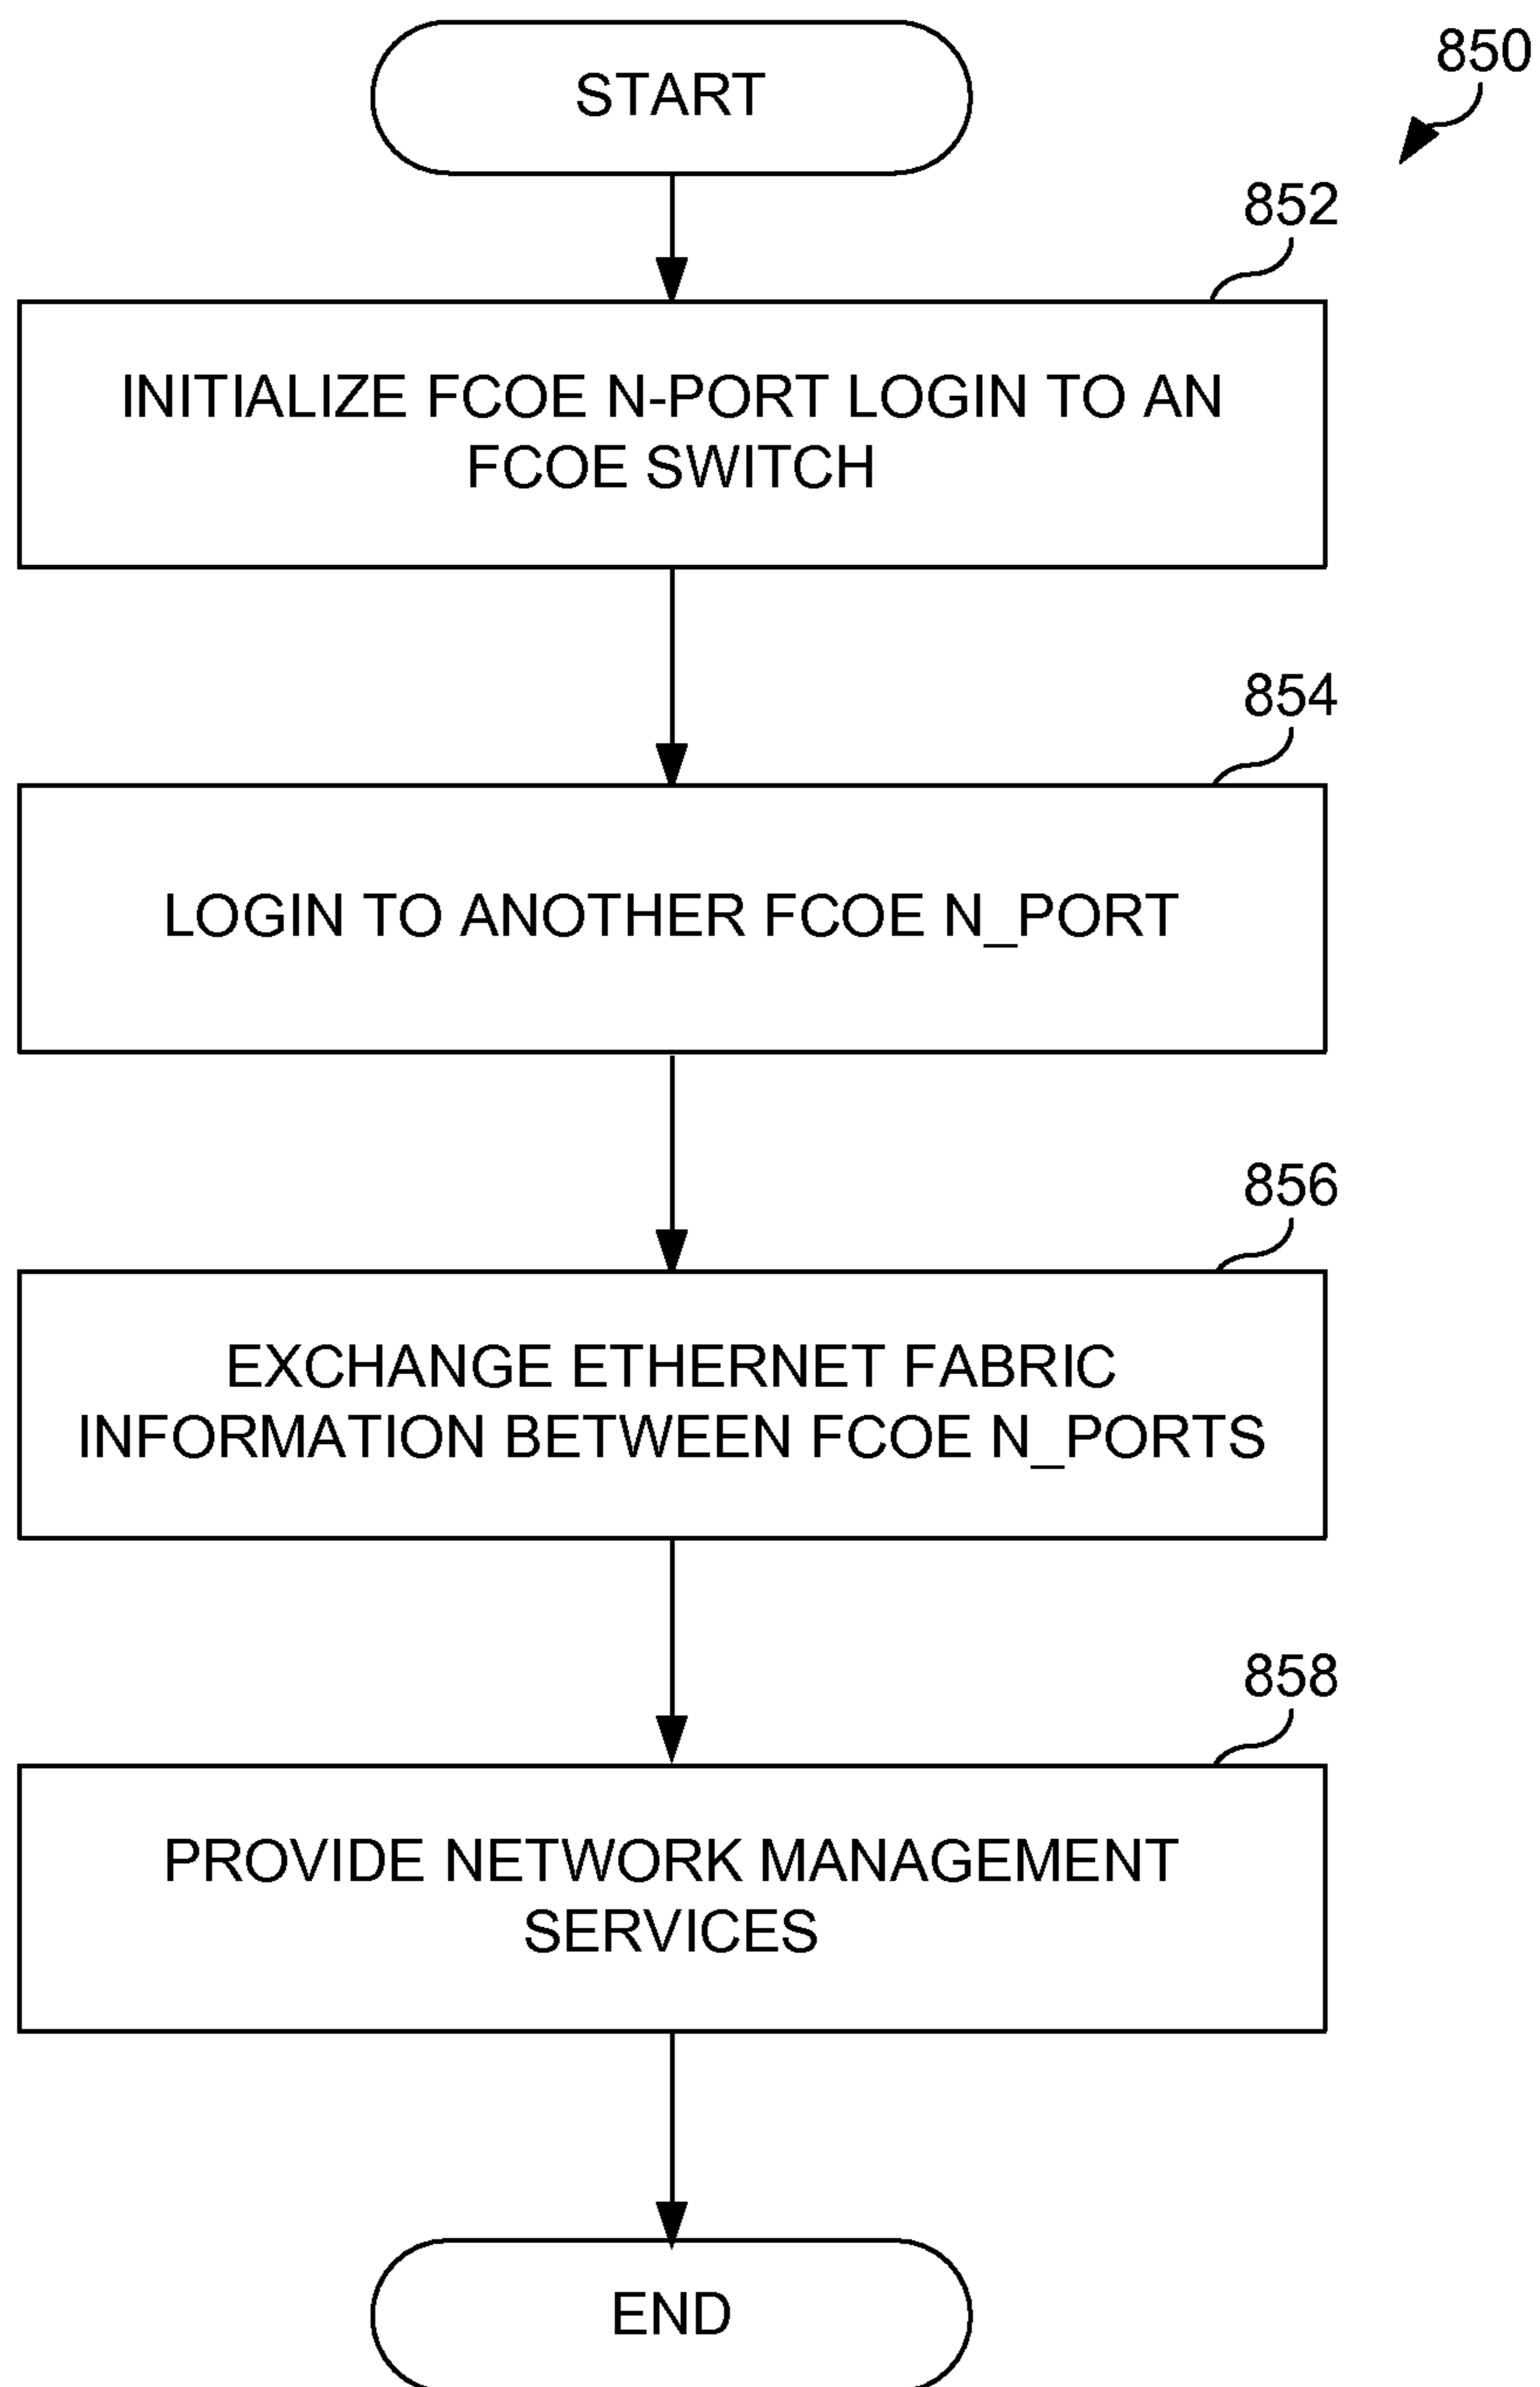 START
850
852
INITIALIZE FCOE N-PORT LOGIN TO AN
FCOE SWITCH
854
LOGIN TO ANOTHER FCOE N_PORT
856
EXCHANGE ETHERNET FABRIC
INFORMATION BETWEEN FCOE N_PORTS
858
PROVIDE NETWORK MANAGEMENT
SERVICES
END